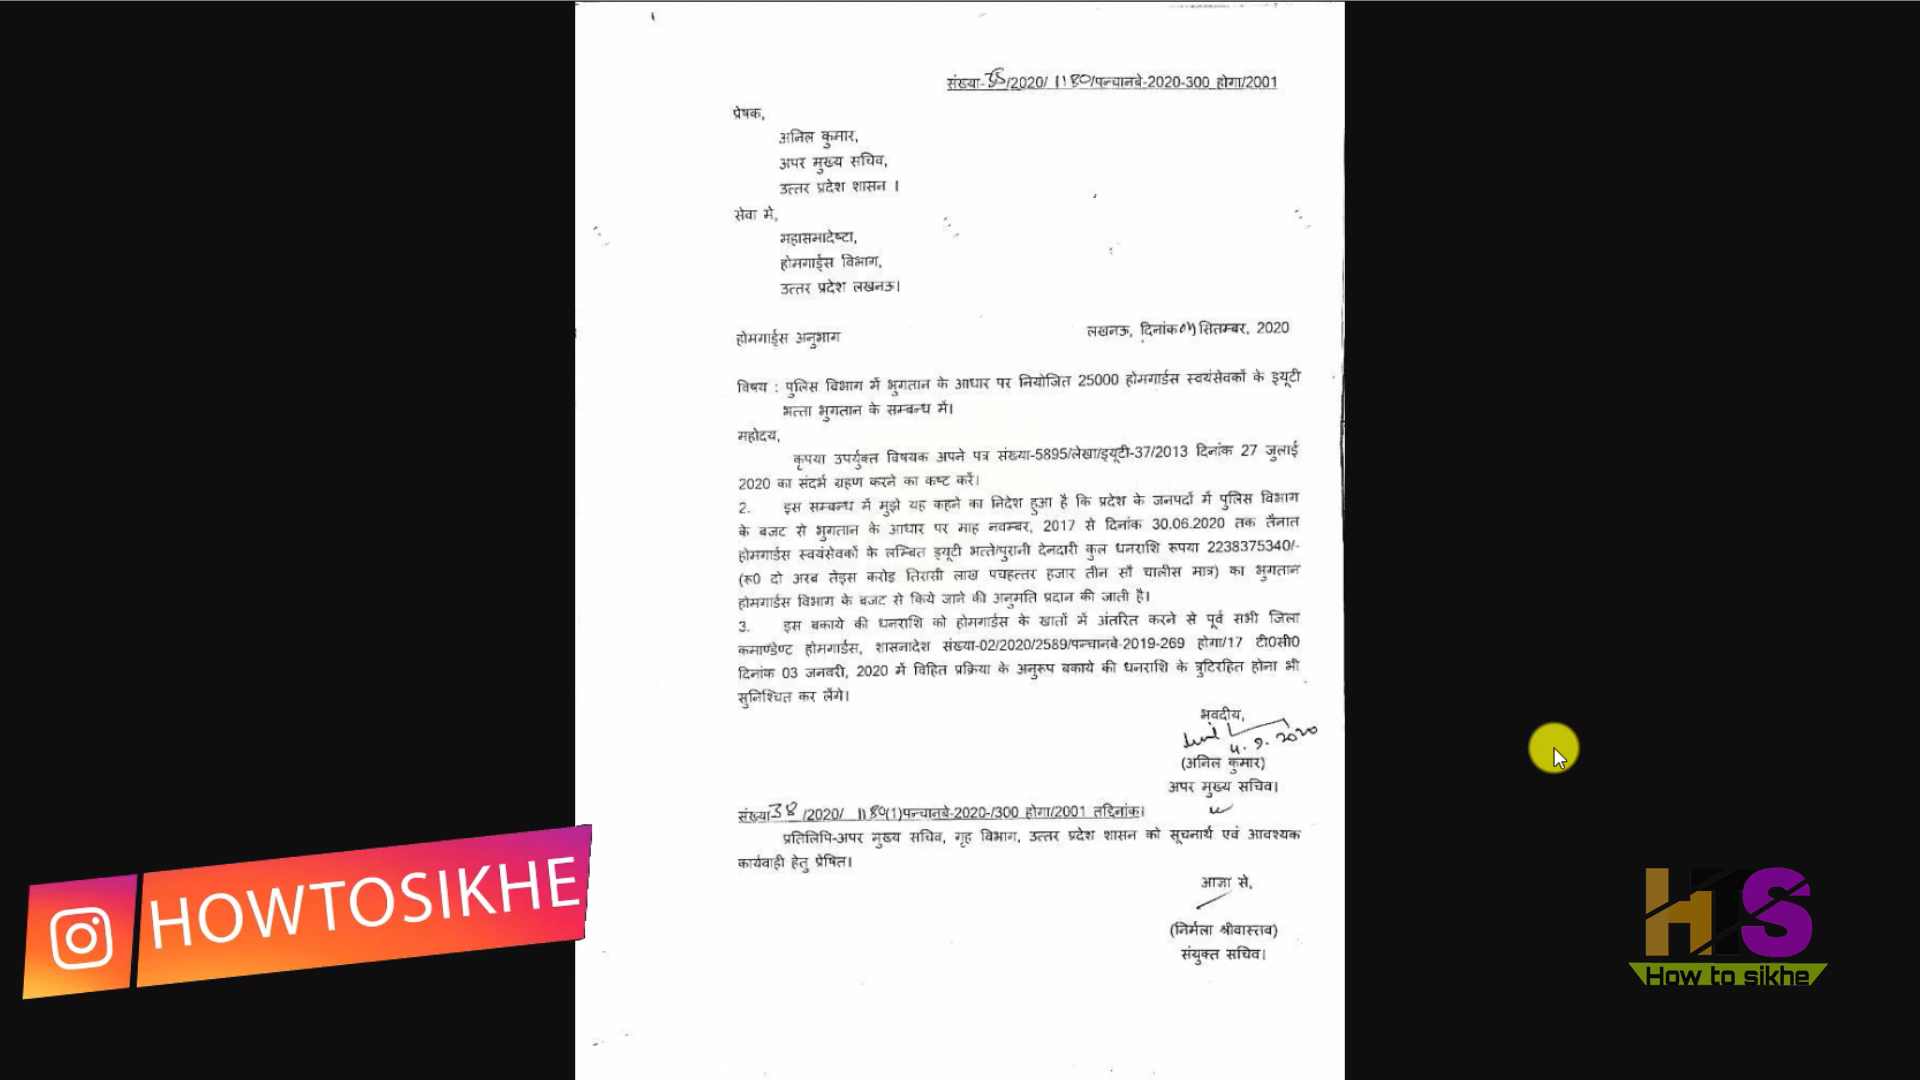 संख्या-38/2020/ 1180/पन्चानबे-2020-300 होगा/2001
प्रेषक,
अनिल कुमार,
अपर मुख्य सचिव,
उत्तर प्रदेश शासन ।
सेवा मे,
महासमादेष्टा,
होमगार्ड्स विभाग,
उत्तर प्रदेश लखनऊ।
होमगार्ड्स अनुभाग
लखनऊ, दिनांक 04 सितम्बर, 2020
विषय : पुलिस विभाग में भुगतान के आधार पर नियोजित 25000 होमगार्डस स्वयंसेवकों के ड्यूटी
भत्ता भुगतान के सम्बन्ध में।
महोदय,
कृपया उपर्युक्त विषयक अपने पत्र संख्या-5895/लेखा/ड्यूटी-37/2013 दिनांक 27 जुलाई
2020 का संदर्भ ग्रहण करने का कष्ट करें।
2. इस सम्बन्ध में मुझे यह कहने का निदेश हुआ है कि प्रदेश के जनपदों में पुलिस विभाग
के बजट से भुगतान के आधार पर माह नवम्बर, 2017 से दिनांक 30.06.2020 तक तैनात
होमगार्डस स्वयंसेवकों के लम्बित ड्यूटी भत्ते/पुरानी देनदारी कुल धनराशि रूपया 2238375340/-
(रू0 दो अरब तेइस करोड़ तिरासी लाख पचहत्तर हजार तीन सौ चालीस मात्र) का भुगतान
होमगार्डस विभाग के बजट से किये जाने की अनुमति प्रदान की जाती है।
3. इस बकाये की धनराशि को होमगार्डस के खातों में अंतरित करने से पूर्व सभी जिला
कमाण्डेण्ट होमगार्डस, शासनादेश संख्या-02/2020/2589/पन्चानबे-2019-269 होगा/17 टी0सी0
दिनांक 03 जनवरी, 2020 में विहित प्रक्रिया के अनुरूप बकाये की धनराशि के त्रुटिरहित होना भी
सुनिश्चित कर लेंगे।
भवदीय,
4.9.2020
(अनिल कुमार)
अपर मुख्य सचिव।
संख्या 38 /2020/ 1180(1)पन्चानबे-2020-/300 होगा/2001 तद्दिनांक।
प्रतिलिपि-अपर मुख्य सचिव, गृह विभाग, उत्तर प्रदेश शासन को सूचनार्थ एवं आवश्यक
कार्यवाही हेतु प्रेषित।
आज्ञा से,
(निर्मला श्रीवास्तव)
संयुक्त सचिव।
HOWTOSIKHE
HTS
How to sikhe